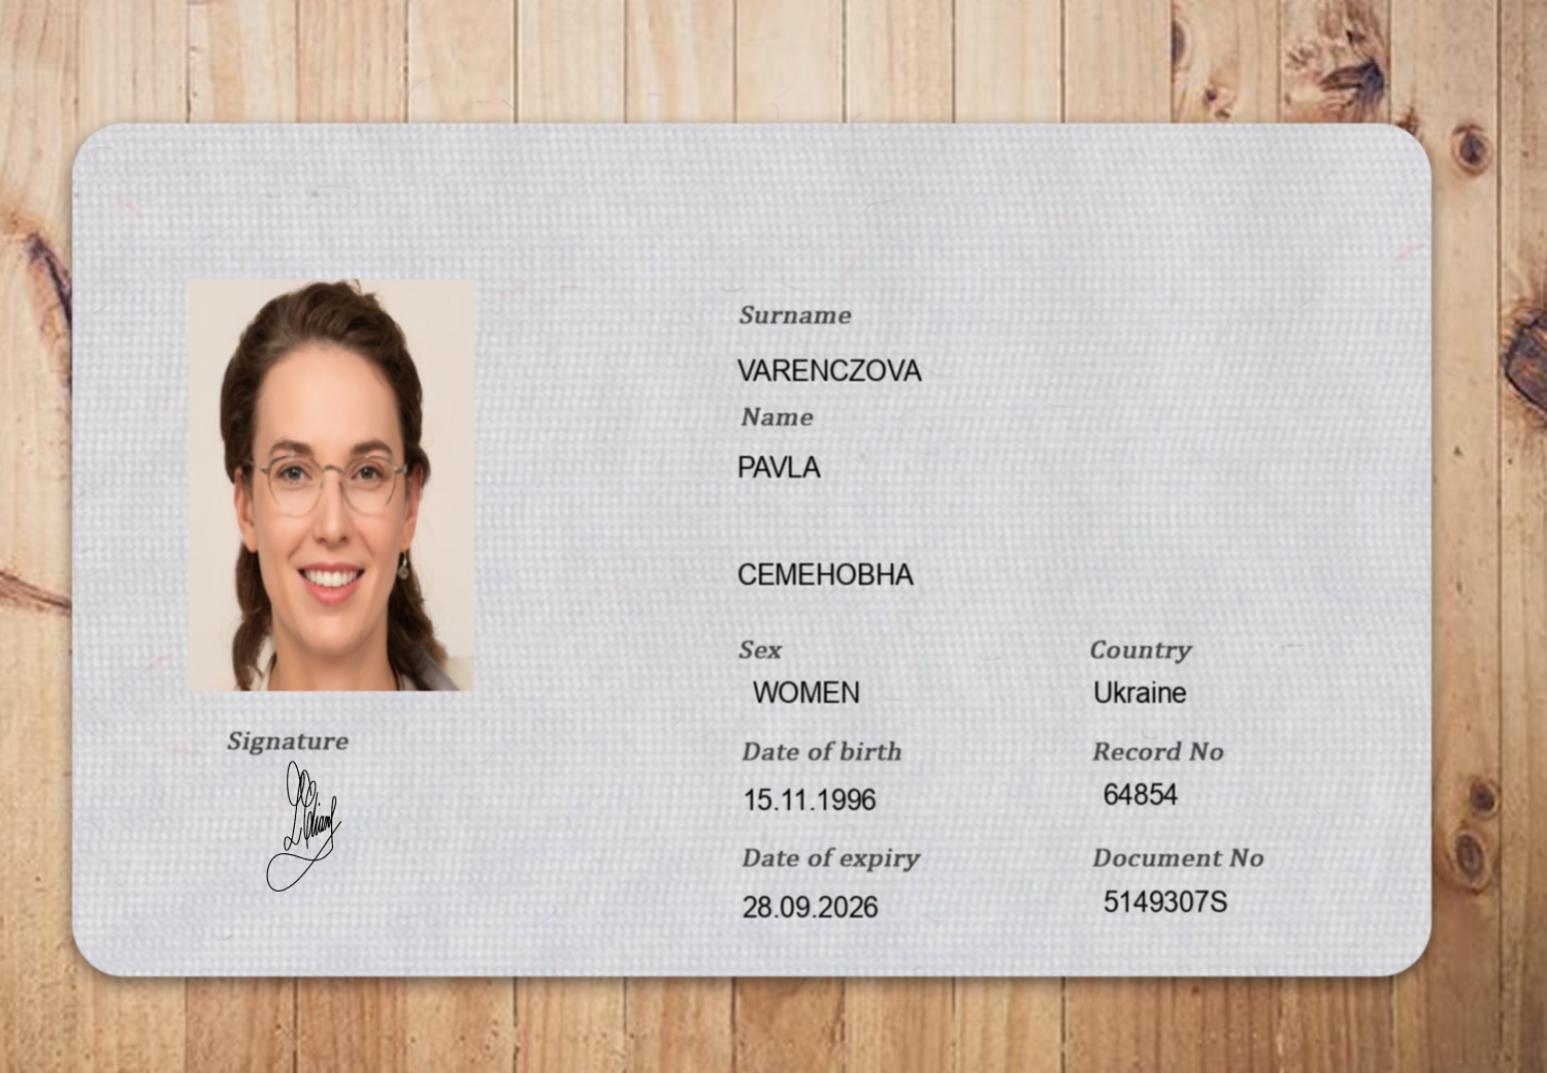 Surname
VARENCZOVA
Name
PAVLA
СЕМЕНОВНА
Sex
WOMEN
Country
Ukraine
Date of birth
15.11.1996
Record No
64854
Date of expiry
28.09.2026
Document No
5149307S
Signature